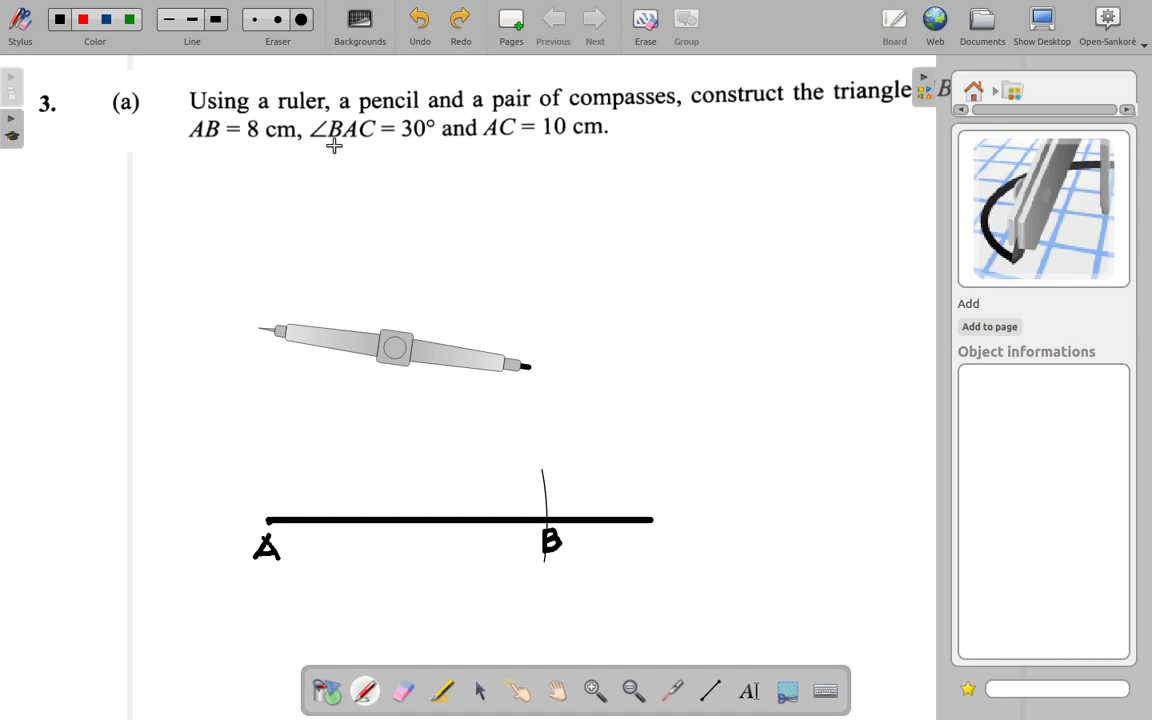 Stylus Color Line Eraser Backgrounds Undo Redo Pages Previous Next Erase Group Board Web Documents Show Desktop Open-Sankoré
3. (a) Using a ruler, a pencil and a pair of compasses, construct the triangle B
AB = 8 cm, ∠BAC = 30° and AC = 10 cm.
Add
Add to page
Object informations
A B